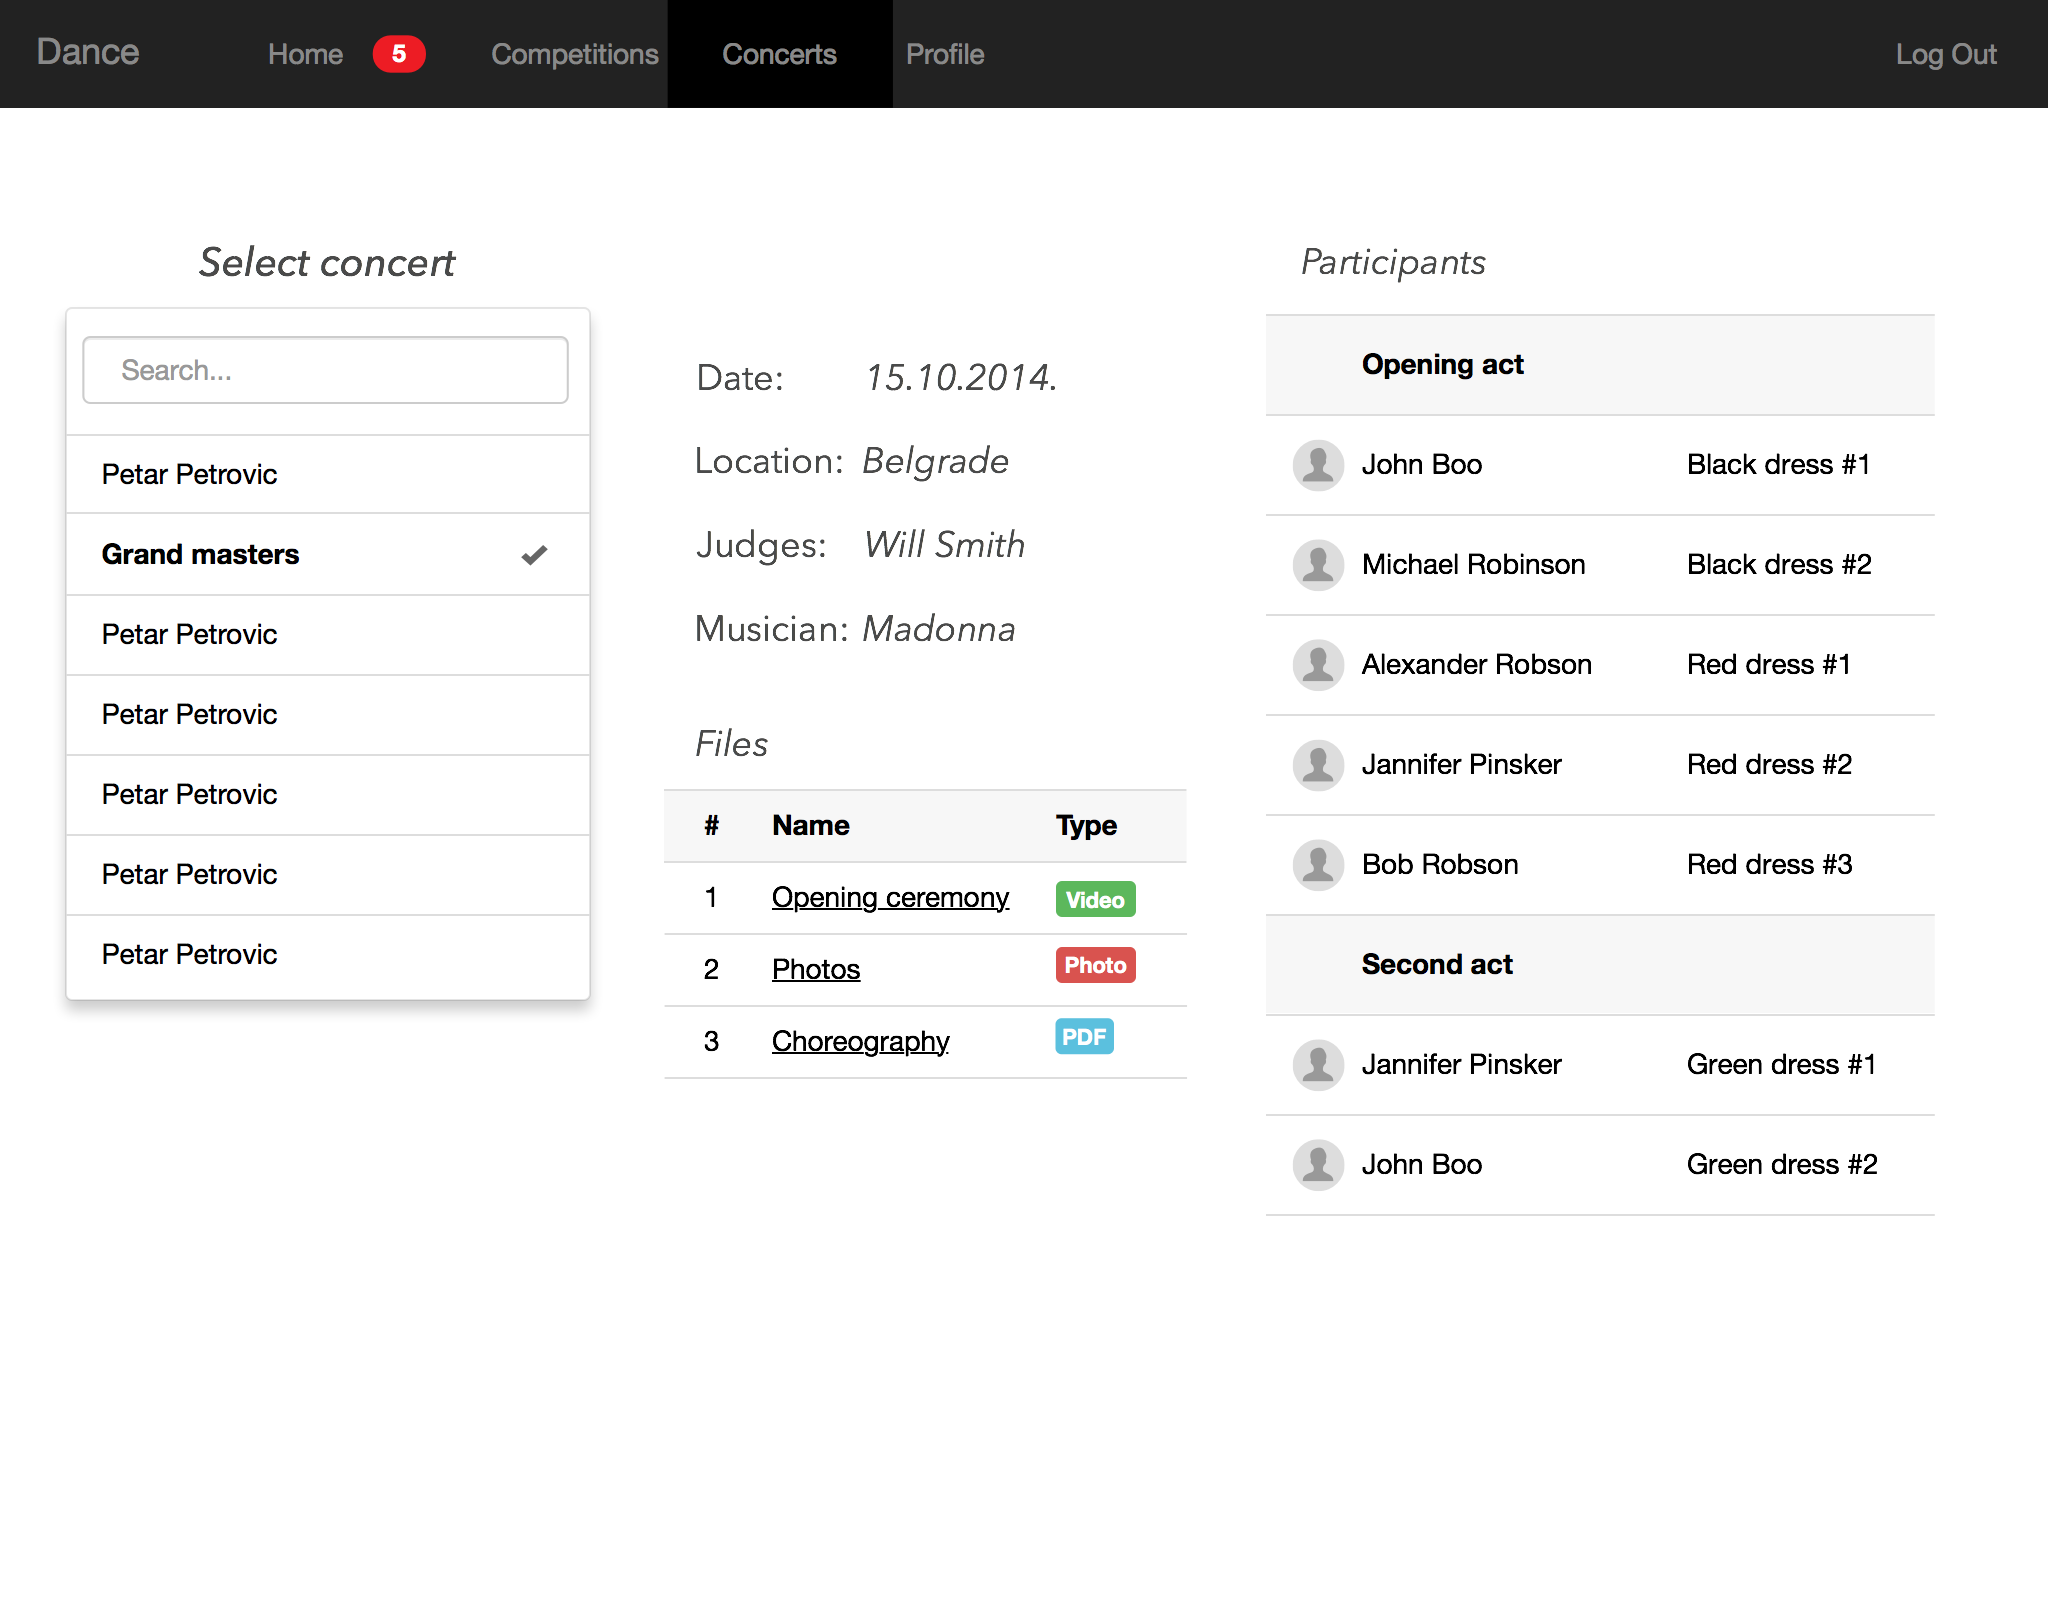 Dance Home 5 Competitions Concerts Profile Log Out
Select concert
Search...
Petar Petrovic
Grand masters
Petar Petrovic
Petar Petrovic
Petar Petrovic
Petar Petrovic
Petar Petrovic
Date: 15.10.2014.
Location: Belgrade
Judges: Will Smith
Musician: Madonna
Files
# Name Type
1 Opening ceremony Video
2 Photos Photo
3 Choreography PDF
Participants
Opening act
John Boo Black dress #1
Michael Robinson Black dress #2
Alexander Robson Red dress #1
Jannifer Pinsker Red dress #2
Bob Robson Red dress #3
Second act
Jannifer Pinsker Green dress #1
John Boo Green dress #2